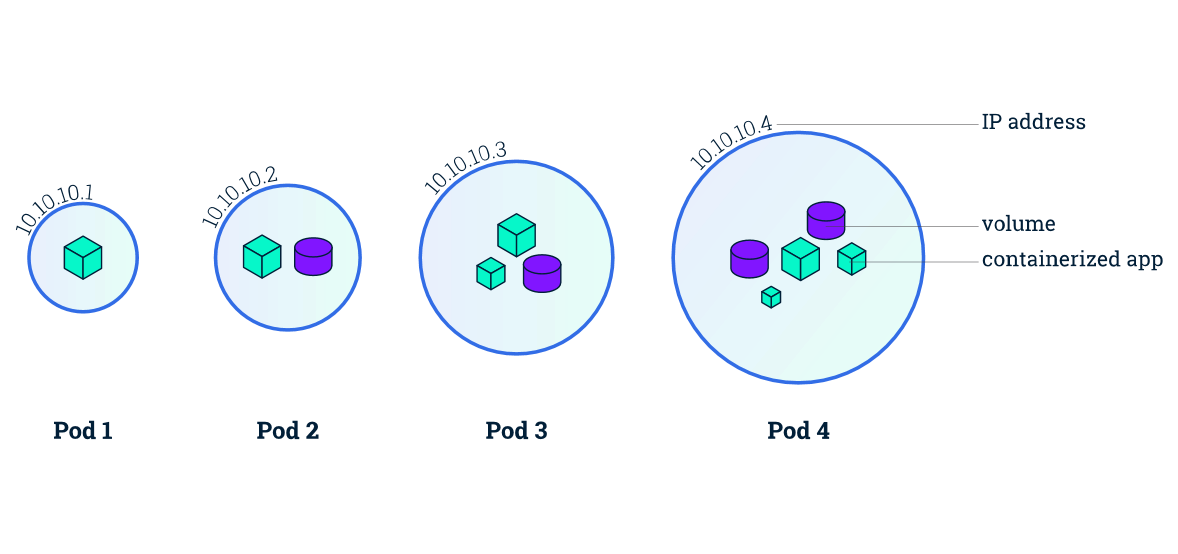 10.10.10.1
10.10.10.2
10.10.10.3
10.10.10.4
IP address
volume
containerized app
Pod 1
Pod 2
Pod 3
Pod 4